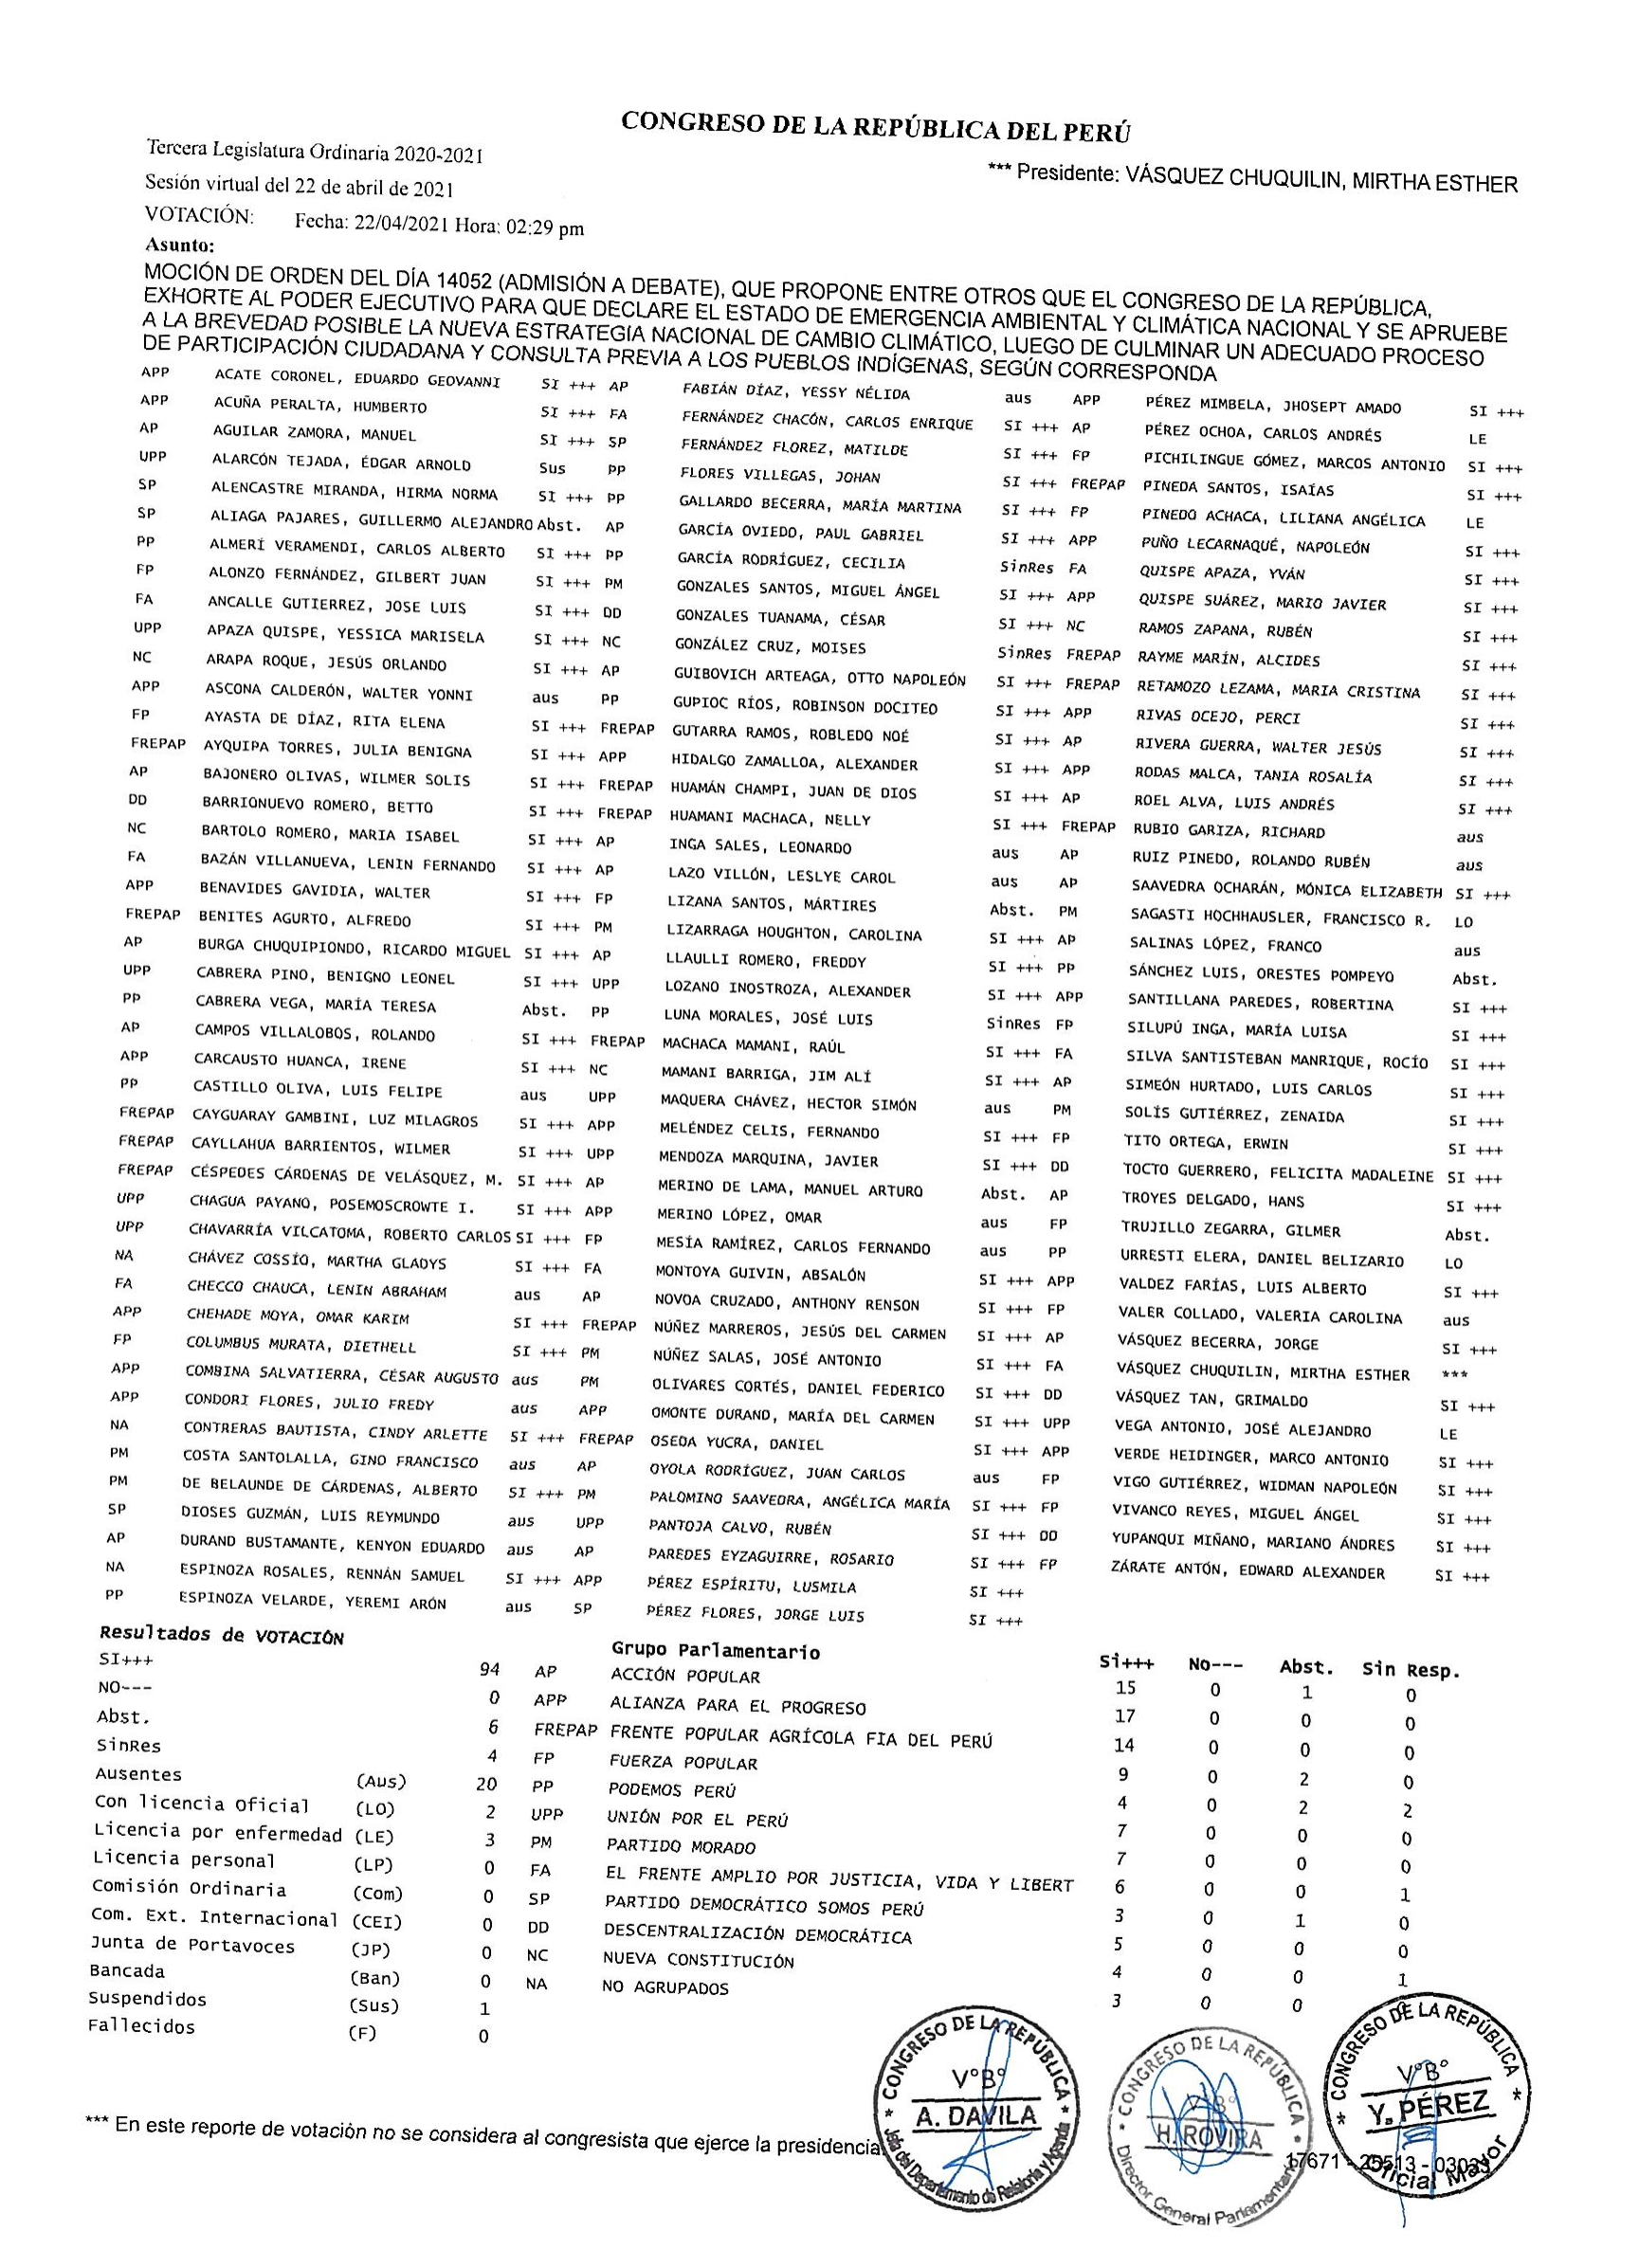 CONGRESO DE LA REPÚBLICA DEL PERÚ
Tercera Legislatura Ordinaria 2020-2021
*** Presidente: VÁSQUEZ CHUQUILIN, MIRTHA ESTHER
Sesión virtual del 22 de abril de 2021
VOTACIÓN: Fecha: 22/04/2021 Hora: 02:29 pm
Asunto:
MOCIÓN DE ORDEN DEL DÍA 14052 (ADMISIÓN A DEBATE), QUE PROPONE ENTRE OTROS QUE EL CONGRESO DE LA REPÚBLICA,
EXHORTE AL PODER EJECUTIVO PARA QUE DECLARE EL ESTADO DE EMERGENCIA AMBIENTAL Y CLIMÁTICA NACIONAL Y SE APRUEBE
A LA BREVEDAD POSIBLE LA NUEVA ESTRATEGIA NACIONAL DE CAMBIO CLIMÁTICO, LUEGO DE CULMINAR UN ADECUADO PROCESO
DE PARTICIPACIÓN CIUDADANA Y CONSULTA PREVIA A LOS PUEBLOS INDÍGENAS, SEGÚN CORRESPONDA
APP ACATE CORONEL, EDUARDO GEOVANNI SI +++ AP FABIÁN DÍAZ, YESSY NÉLIDA aus APP PÉREZ MIMBELA, JHOSEPT AMADO SI +++
APP ACUÑA PERALTA, HUMBERTO SI +++ FA FERNÁNDEZ CHACÓN, CARLOS ENRIQUE SI +++ AP PÉREZ OCHOA, CARLOS ANDRÉS LE
AP AGUILAR ZAMORA, MANUEL SI +++ SP FERNÁNDEZ FLOREZ, MATILDE SI +++ FP PICHILINGUE GÓMEZ, MARCOS ANTONIO SI +++
UPP ALARCÓN TEJADA, ÉDGAR ARNOLD Sus PP FLORES VILLEGAS, JOHAN SI +++ FREPAP PINEDA SANTOS, ISAÍAS SI +++
SP ALENCASTRE MIRANDA, HIRMA NORMA SI +++ PP GALLARDO BECERRA, MARÍA MARTINA SI +++ FP PINEDO ACHACA, LILIANA ANGÉLICA LE
SP ALIAGA PAJARES, GUILLERMO ALEJANDRO Abst. AP GARCÍA OVIEDO, PAUL GABRIEL SI +++ APP PUÑO LECARNAQUÉ, NAPOLEÓN SI +++
PP ALMERÍ VERAMENDI, CARLOS ALBERTO SI +++ PP GARCÍA RODRÍGUEZ, CECILIA SinRes FA QUISPE APAZA, YVÁN SI +++
FP ALONZO FERNÁNDEZ, GILBERT JUAN SI +++ PM GONZALES SANTOS, MIGUEL ÁNGEL SI +++ APP QUISPE SUÁREZ, MARIO JAVIER SI +++
FA ANCALLE GUTIERREZ, JOSE LUIS SI +++ DD GONZALES TUANAMA, CÉSAR SI +++ NC RAMOS ZAPANA, RUBÉN SI +++
UPP APAZA QUISPE, YESSICA MARISELA SI +++ NC GONZÁLEZ CRUZ, MOISES SinRes FREPAP RAYME MARÍN, ALCIDES SI +++
NC ARAPA ROQUE, JESÚS ORLANDO SI +++ AP GUIBOVICH ARTEAGA, OTTO NAPOLEÓN SI +++ FREPAP RETAMOZO LEZAMA, MARIA CRISTINA SI +++
APP ASCONA CALDERÓN, WALTER YONNI aus PP GUPIOC RÍOS, ROBINSON DOCITEO SI +++ APP RIVAS OCEJO, PERCI SI +++
FP AYASTA DE DÍAZ, RITA ELENA SI +++ FREPAP GUTARRA RAMOS, ROBLEDO NOÉ SI +++ AP RIVERA GUERRA, WALTER JESÚS SI +++
FREPAP AYQUIPA TORRES, JULIA BENIGNA SI +++ APP HIDALGO ZAMALLOA, ALEXANDER SI +++ APP RODAS MALCA, TANIA ROSALÍA SI +++
AP BAJONERO OLIVAS, WILMER SOLIS SI +++ FREPAP HUAMÁN CHAMPI, JUAN DE DIOS SI +++ AP ROEL ALVA, LUIS ANDRÉS SI +++
DD BARRIONUEVO ROMERO, BETTO SI +++ FREPAP HUAMANI MACHACA, NELLY SI +++ FREPAP RUBIO GARIZA, RICHARD aus
NC BARTOLO ROMERO, MARIA ISABEL SI +++ AP INGA SALES, LEONARDO aus AP RUIZ PINEDO, ROLANDO RUBÉN aus
FA BAZÁN VILLANUEVA, LENIN FERNANDO SI +++ AP LAZO VILLÓN, LESLYE CAROL aus AP SAAVEDRA OCHARÁN, MÓNICA ELIZABETH SI +++
APP BENAVIDES GAVIDIA, WALTER SI +++ FP LIZANA SANTOS, MÁRTIRES Abst. PM SAGASTI HOCHHAUSLER, FRANCISCO R. LO
FREPAP BENITES AGURTO, ALFREDO SI +++ PM LIZARRAGA HOUGHTON, CAROLINA SI +++ AP SALINAS LÓPEZ, FRANCO aus
AP BURGA CHUQUIPIONDO, RICARDO MIGUEL SI +++ AP LLAULLI ROMERO, FREDDY SI +++ PP SÁNCHEZ LUIS, ORESTES POMPEYO Abst.
UPP CABRERA PINO, BENIGNO LEONEL SI +++ UPP LOZANO INOSTROZA, ALEXANDER SI +++ APP SANTILLANA PAREDES, ROBERTINA SI +++
PP CABRERA VEGA, MARÍA TERESA Abst. PP LUNA MORALES, JOSÉ LUIS SinRes FP SILUPÚ INGA, MARÍA LUISA SI +++
AP CAMPOS VILLALOBOS, ROLANDO SI +++ FREPAP MACHACA MAMANI, RAÚL SI +++ FA SILVA SANTISTEBAN MANRIQUE, ROCÍO SI +++
APP CARCAUSTO HUANCA, IRENE SI +++ NC MAMANI BARRIGA, JIM ALÍ SI +++ AP SIMEÓN HURTADO, LUIS CARLOS SI +++
PP CASTILLO OLIVA, LUIS FELIPE aus UPP MAQUERA CHÁVEZ, HECTOR SIMÓN aus PM SOLÍS GUTIÉRREZ, ZENAIDA SI +++
FREPAP CAYGUARAY GAMBINI, LUZ MILAGROS SI +++ APP MELÉNDEZ CELIS, FERNANDO SI +++ FP TITO ORTEGA, ERWIN SI +++
FREPAP CAYLLAHUA BARRIENTOS, WILMER SI +++ UPP MENDOZA MARQUINA, JAVIER SI +++ DD TOCTO GUERRERO, FELICITA MADALEINE SI +++
FREPAP CÉSPEDES CÁRDENAS DE VELÁSQUEZ, M. SI +++ AP MERINO DE LAMA, MANUEL ARTURO Abst. AP TROYES DELGADO, HANS SI +++
UPP CHAGUA PAYANO, POSEMOSCROWTE I. SI +++ APP MERINO LÓPEZ, OMAR aus FP TRUJILLO ZEGARRA, GILMER Abst.
UPP CHAVARRÍA VILCATOMA, ROBERTO CARLOS SI +++ FP MESÍA RAMÍREZ, CARLOS FERNANDO aus PP URRESTI ELERA, DANIEL BELIZARIO LO
NA CHÁVEZ COSSÍO, MARTHA GLADYS SI +++ FA MONTOYA GUIVIN, ABSALÓN SI +++ APP VALDEZ FARÍAS, LUIS ALBERTO SI +++
FA CHECCO CHAUCA, LENIN ABRAHAM aus AP NOVOA CRUZADO, ANTHONY RENSON SI +++ FP VALER COLLADO, VALERIA CAROLINA aus
APP CHEHADE MOYA, OMAR KARIM SI +++ FREPAP NÚÑEZ MARREROS, JESÚS DEL CARMEN SI +++ AP VÁSQUEZ BECERRA, JORGE SI +++
FP COLUMBUS MURATA, DIETHELL SI +++ PM NÚÑEZ SALAS, JOSÉ ANTONIO SI +++ FA VÁSQUEZ CHUQUILIN, MIRTHA ESTHER ***
APP COMBINA SALVATIERRA, CÉSAR AUGUSTO aus PM OLIVARES CORTÉS, DANIEL FEDERICO SI +++ DD VÁSQUEZ TAN, GRIMALDO SI +++
APP CONDORI FLORES, JULIO FREDY aus APP OMONTE DURAND, MARÍA DEL CARMEN SI +++ UPP VEGA ANTONIO, JOSÉ ALEJANDRO LE
NA CONTRERAS BAUTISTA, CINDY ARLETTE SI +++ FREPAP OSEDA YUCRA, DANIEL SI +++ APP VERDE HEIDINGER, MARCO ANTONIO SI +++
PM COSTA SANTOLALLA, GINO FRANCISCO aus AP OYOLA RODRÍGUEZ, JUAN CARLOS aus FP VIGO GUTIÉRREZ, WIDMAN NAPOLEÓN SI +++
PM DE BELAUNDE DE CÁRDENAS, ALBERTO SI +++ PM PALOMINO SAAVEDRA, ANGÉLICA MARÍA SI +++ FP VIVANCO REYES, MIGUEL ÁNGEL SI +++
SP DIOSES GUZMÁN, LUIS REYMUNDO aus UPP PANTOJA CALVO, RUBÉN SI +++ DD YUPANQUI MIÑANO, MARIANO ÁNDRES SI +++
AP DURAND BUSTAMANTE, KENYON EDUARDO aus AP PAREDES EYZAGUIRRE, ROSARIO SI +++ FP ZÁRATE ANTÓN, EDWARD ALEXANDER SI +++
NA ESPINOZA ROSALES, RENNÁN SAMUEL SI +++ APP PÉREZ ESPÍRITU, LUSMILA SI +++
PP ESPINOZA VELARDE, YEREMI ARÓN aus SP PÉREZ FLORES, JORGE LUIS SI +++
Resultados de VOTACIÓN Grupo Parlamentario Si+++ No--- Abst. Sin Resp.
SI+++ 94 AP ACCIÓN POPULAR 15 0 1 0
NO--- 0 APP ALIANZA PARA EL PROGRESO 17 0 0 0
Abst. 6 FREPAP FRENTE POPULAR AGRÍCOLA FIA DEL PERÚ 14 0 0 0
SinRes 4 FP FUERZA POPULAR 9 0 2 0
Ausentes (Aus) 20 PP PODEMOS PERÚ 4 0 2 2
Con licencia Oficial (LO) 2 UPP UNIÓN POR EL PERÚ 7 0 0 0
Licencia por enfermedad (LE) 3 PM PARTIDO MORADO 7 0 0 0
Licencia personal (LP) 0 FA EL FRENTE AMPLIO POR JUSTICIA, VIDA Y LIBERT 6 0 0 1
Comisión Ordinaria (Com) 0 SP PARTIDO DEMOCRÁTICO SOMOS PERÚ 3 0 1 0
Com. Ext. Internacional (CEI) 0 DD DESCENTRALIZACIÓN DEMOCRÁTICA 5 0 0 0
Junta de Portavoces (JP) 0 NC NUEVA CONSTITUCIÓN 4 0 0 1
Bancada (Ban) 0 NA NO AGRUPADOS 3 0 0
Suspendidos (Sus) 1
Fallecidos (F) 0
* CONGRESO DE LA REPÚBLICA *
V°B°
A. DAVILA
Jefa del Departamento de Relatoría y Agenda
* CONGRESO DE LA REPÚBLICA *
V°B°
H. ROVIRA
Director General Parlamentario
* CONGRESO DE LA REPÚBLICA *
V°B°
Y. PÉREZ
Oficial Mayor
*** En este reporte de votación no se considera al congresista que ejerce la presidencia
17671 -